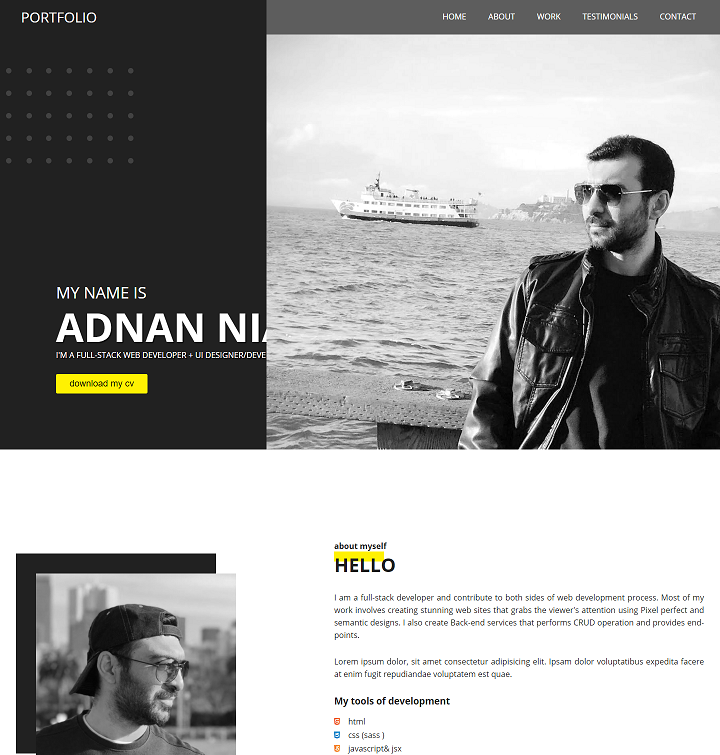 PORTFOLIO
HOME ABOUT WORK TESTIMONIALS CONTACT
MY NAME IS
ADNAN NI
I'M A FULL-STACK WEB DEVELOPER + UI DESIGNER/DEVE
download my cv
about myself
HELLO
I am a full-stack developer and contribute to both sides of web development process. Most of my
work involves creating stunning web sites that grabs the viewer's attention using Pixel perfect and
semantic designs. I also create Back-end services that performs CRUD operation and provides end-
points.
Lorem ipsum dolor, sit amet consectetur adipisicing elit. Ipsam dolor voluptatibus expedita facere
at enim fugit repudiandae voluptatem est quae.
My tools of development
html
css (sass )
javascript& jsx